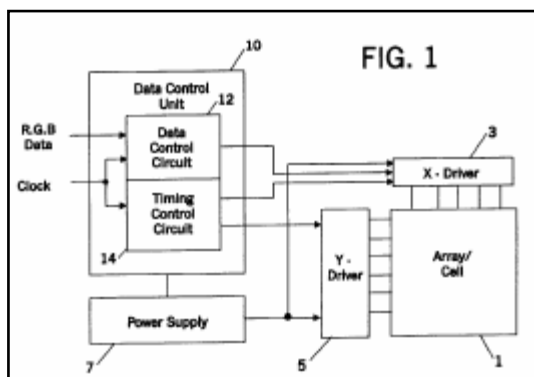 FIG. 1
10
Data Control
Unit
12
R.G.B
Data
Clock
Data
Control
Circuit
Timing
Control
Circuit
14
3
X - Driver
Y -
Driver
5
Array/
Cell
1
Power Supply
7